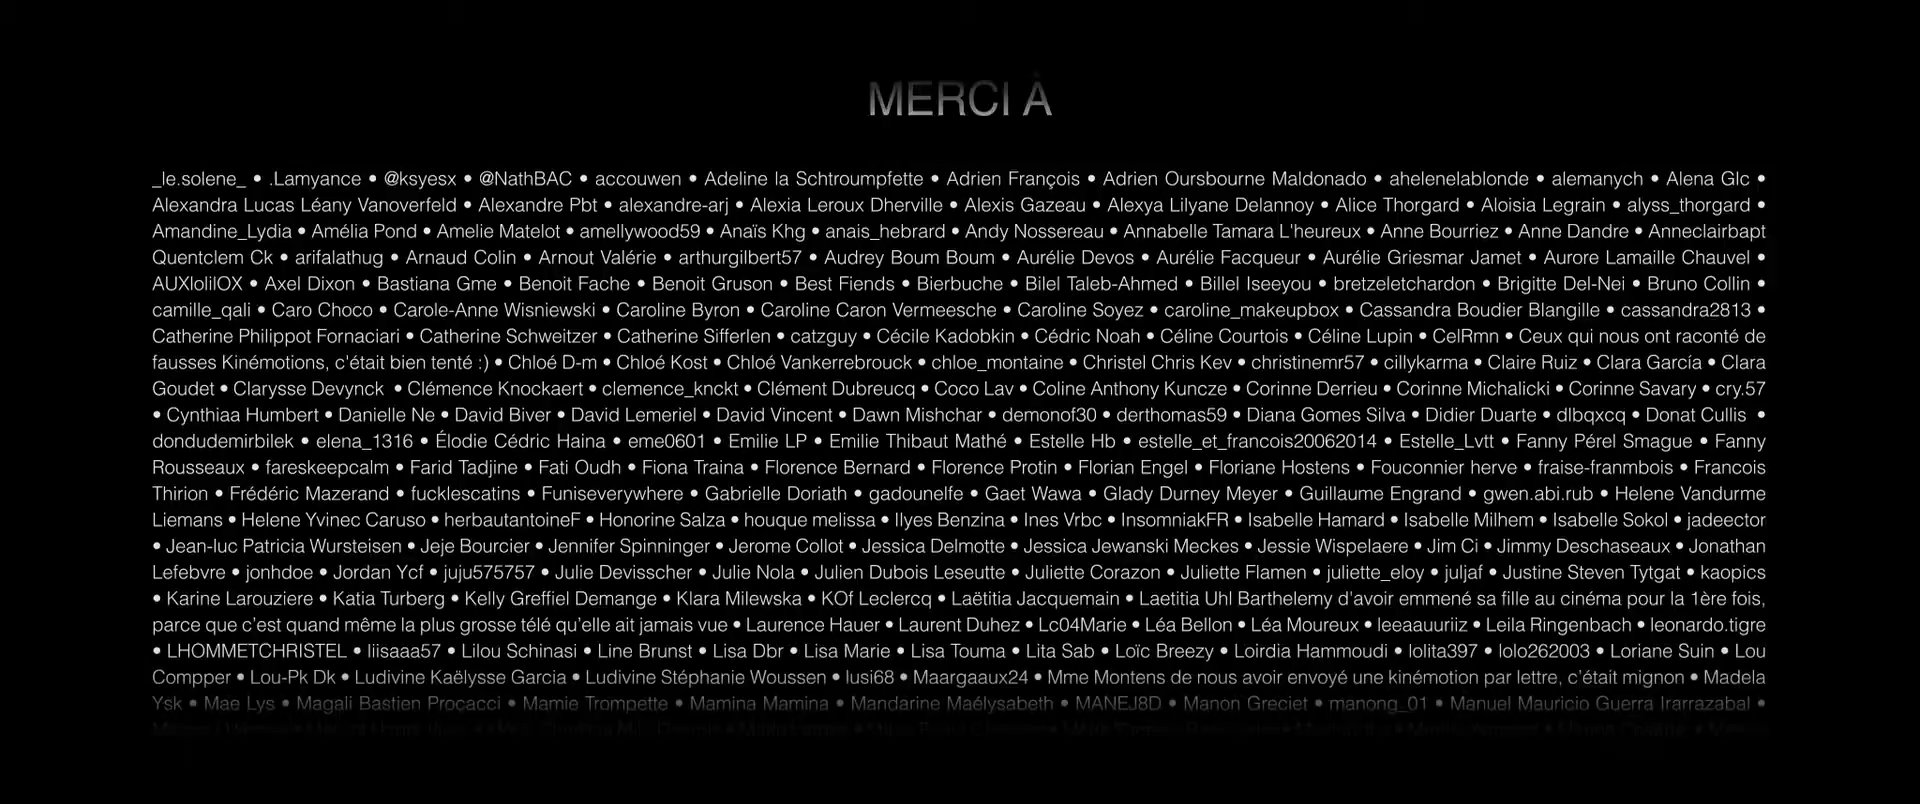 MERCI À
_le.solene_ • .Lamyance • @ksyesx • @NathBAC • accouwen • Adeline la Schtroumpfette • Adrien François • Adrien Oursbourne Maldonado • ahelenelablonde • alemanych • Alena Glc •
Alexandra Lucas Léany Vanoverfeld • Alexandre Pbt • alexandre-arj • Alexia Leroux Dherville • Alexis Gazeau • Alexya Lilyane Delannoy • Alice Thorgard • Aloisia Legrain • alyss_thorgard •
Amandine_Lydia • Amélia Pond • Amelie Matelot • amellywood59 • Anaïs Khg • anais_hebrard • Andy Nossereau • Annabelle Tamara L'heureux • Anne Bourriez • Anne Dandre • Anneclairbapt
Quentclem Ck • arifalathug • Arnaud Colin • Arnout Valérie • arthurgilbert57 • Audrey Boum Boum • Aurélie Devos • Aurélie Facqueur • Aurélie Griesmar Jamet • Aurore Lamaille Chauvel •
AUXlolilOX • Axel Dixon • Bastiana Gme • Benoit Fache • Benoit Gruson • Best Fiends • Bierbuche • Bilel Taleb-Ahmed • Billel Iseeyou • bretzeletchardon • Brigitte Del-Nei • Bruno Collin •
camille_qali • Caro Choco • Carole-Anne Wisniewski • Caroline Byron • Caroline Caron Vermeesche • Caroline Soyez • caroline_makeupbox • Cassandra Boudier Blangille • cassandra2813 •
Catherine Philippot Fornaciari • Catherine Schweitzer • Catherine Sifferlen • catzguy • Cécile Kadobkin • Cédric Noah • Céline Courtois • Céline Lupin • CelRmn • Ceux qui nous ont raconté de
fausses Kinémotions, c'était bien tenté :) • Chloé D-m • Chloé Kost • Chloé Vankerrebrouck • chloe_montaine • Christel Chris Kev • christinemr57 • cillykarma • Claire Ruiz • Clara García • Clara
Goudet • Clarysse Devynck • Clémence Knockaert • clemence_knckt • Clément Dubreucq • Coco Lav • Coline Anthony Kuncze • Corinne Derrieu • Corinne Michalicki • Corinne Savary • cry.57
• Cynthiaa Humbert • Danielle Ne • David Biver • David Lemeriel • David Vincent • Dawn Mishchar • demonof30 • derthomas59 • Diana Gomes Silva • Didier Duarte • dlbqxcq • Donat Cullis •
dondudemirbilek • elena_1316 • Élodie Cédric Haina • eme0601 • Emilie LP • Emilie Thibaut Mathé • Estelle Hb • estelle_et_francois20062014 • Estelle_Lvtt • Fanny Pérel Smague • Fanny
Rousseaux • fareskeepcalm • Farid Tadjine • Fati Oudh • Fiona Traina • Florence Bernard • Florence Protin • Florian Engel • Floriane Hostens • Fouconnier herve • fraise-franmbois • Francois
Thirion • Frédéric Mazerand • fucklescatins • Funiseverywhere • Gabrielle Doriath • gadounelfe • Gaet Wawa • Glady Durney Meyer • Guillaume Engrand • gwen.abi.rub • Helene Vandurme
Liemans • Helene Yvinec Caruso • herbautantoineF • Honorine Salza • houque melissa • Ilyes Benzina • Ines Vrbc • InsomniakFR • Isabelle Hamard • Isabelle Milhem • Isabelle Sokol • jadeector
• Jean-luc Patricia Wursteisen • Jeje Bourcier • Jennifer Spinninger • Jerome Collot • Jessica Delmotte • Jessica Jewanski Meckes • Jessie Wispelaere • Jim Ci • Jimmy Deschaseaux • Jonathan
Lefebvre • jonhdoe • Jordan Ycf • juju575757 • Julie Devisscher • Julie Nola • Julien Dubois Leseutte • Juliette Corazon • Juliette Flamen • juliette_eloy • juljaf • Justine Steven Tytgat • kaopics
• Karine Larouziere • Katia Turberg • Kelly Greffiel Demange • Klara Milewska • KOf Leclercq • Laëtitia Jacquemain • Laetitia Uhl Barthelemy d'avoir emmené sa fille au cinéma pour la 1ère fois,
parce que c'est quand même la plus grosse télé qu'elle ait jamais vue • Laurence Hauer • Laurent Duhez • Lc04Marie • Léa Bellon • Léa Moureux • leeaauuriiz • Leila Ringenbach • leonardo.tigre
• LHOMMETCHRISTEL • liisaaa57 • Lilou Schinasi • Line Brunst • Lisa Dbr • Lisa Marie • Lisa Touma • Lita Sab • Loïc Breezy • Loirdia Hammoudi • lolita397 • lolo262003 • Loriane Suin • Lou
Compper • Lou-Pk Dk • Ludivine Kaëlysse Garcia • Ludivine Stéphanie Woussen • lusi68 • Maargaaux24 • Mme Montens de nous avoir envoyé une kinémotion par lettre, c'était mignon • Madela
Ysk • Mae Lys • Magali Bastien Proçacci • Mamie Trompette • Mamina Mamina • Mandarine Maélysabeth • MANEJ8D • Manon Greciet • manong_01 • Manuel Mauricio Guerra Irarrazabal •